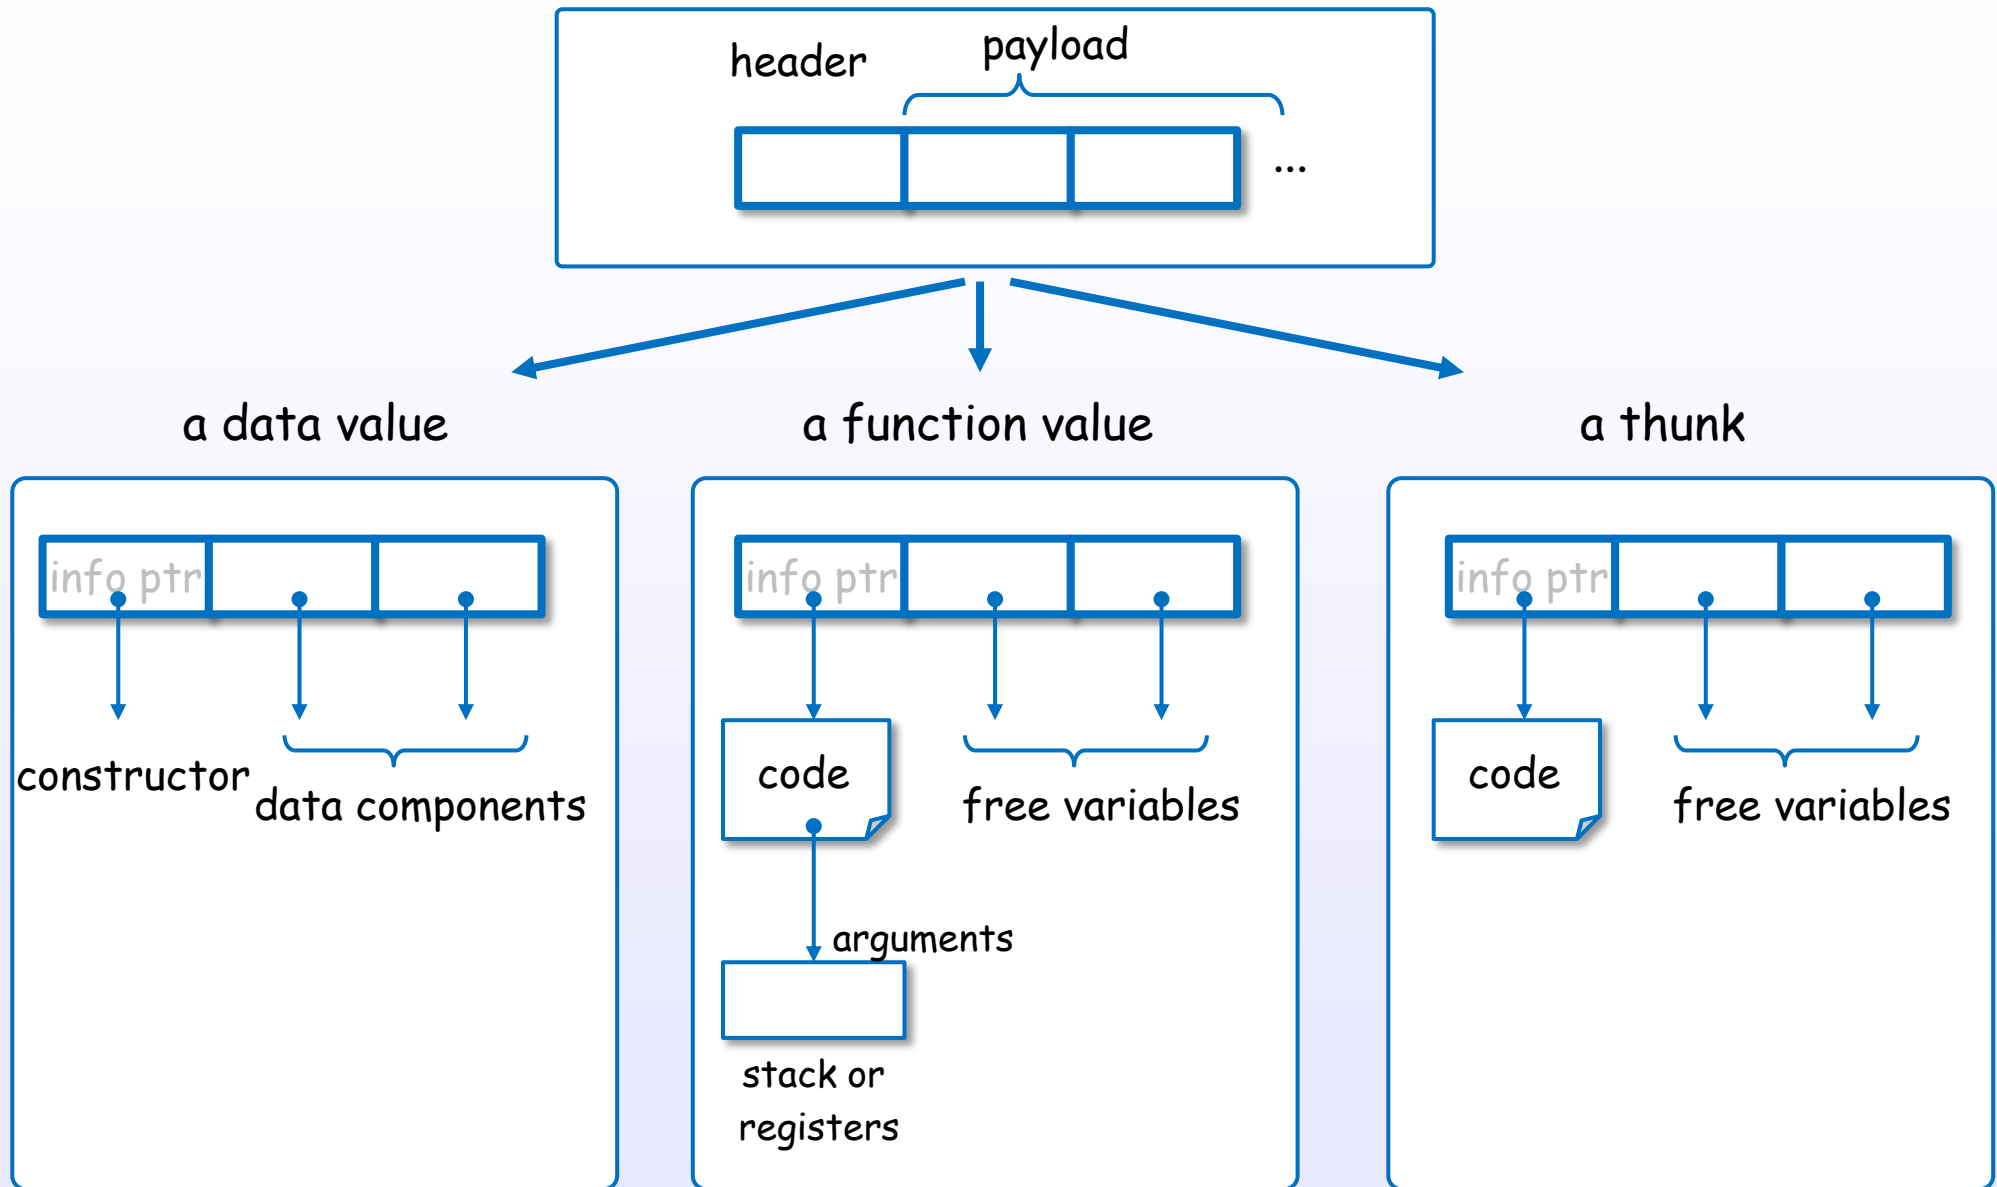 header
payload
...
a data value
a function value
a thunk
info ptr
info ptr
info ptr
constructor
data components
code
free variables
code
free variables
arguments
stack or
registers